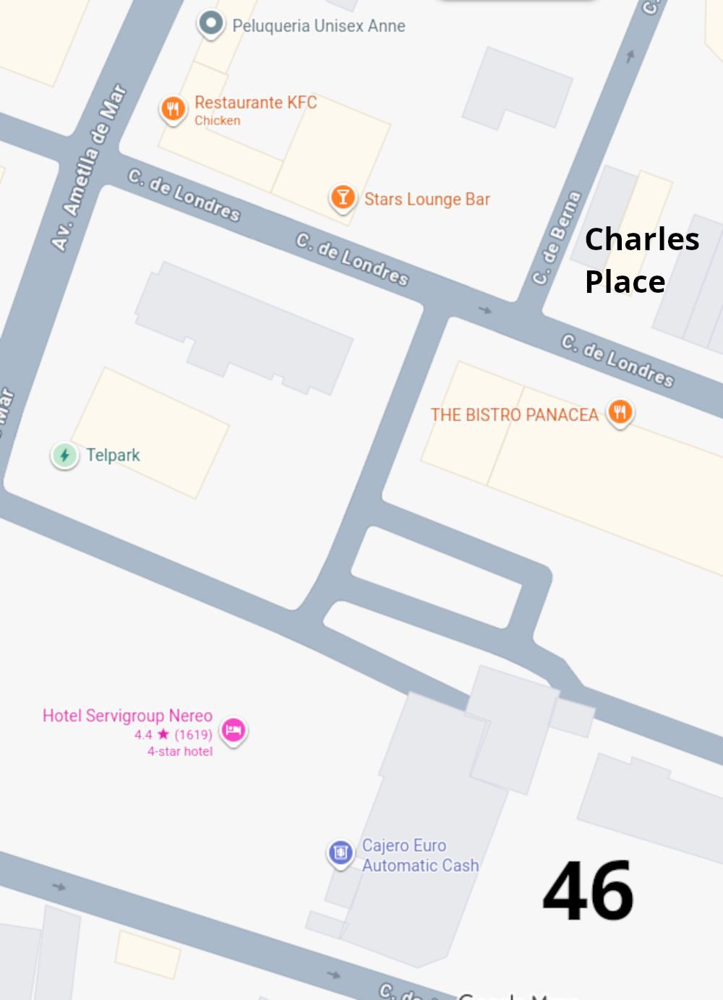 Peluqueria Unisex Anne
C.
Av. Ametlla de Mar
Restaurante KFC
Chicken
C. de Londres
Stars Lounge Bar
C. de Londres
C. de Berna
Charles
Place
C. de Londres
Mar
THE BISTRO PANACEA
Telpark
Hotel Servigroup Nereo
4.4 ★ (1619)
4-star hotel
Cajero Euro
Automatic Cash
46
C. de